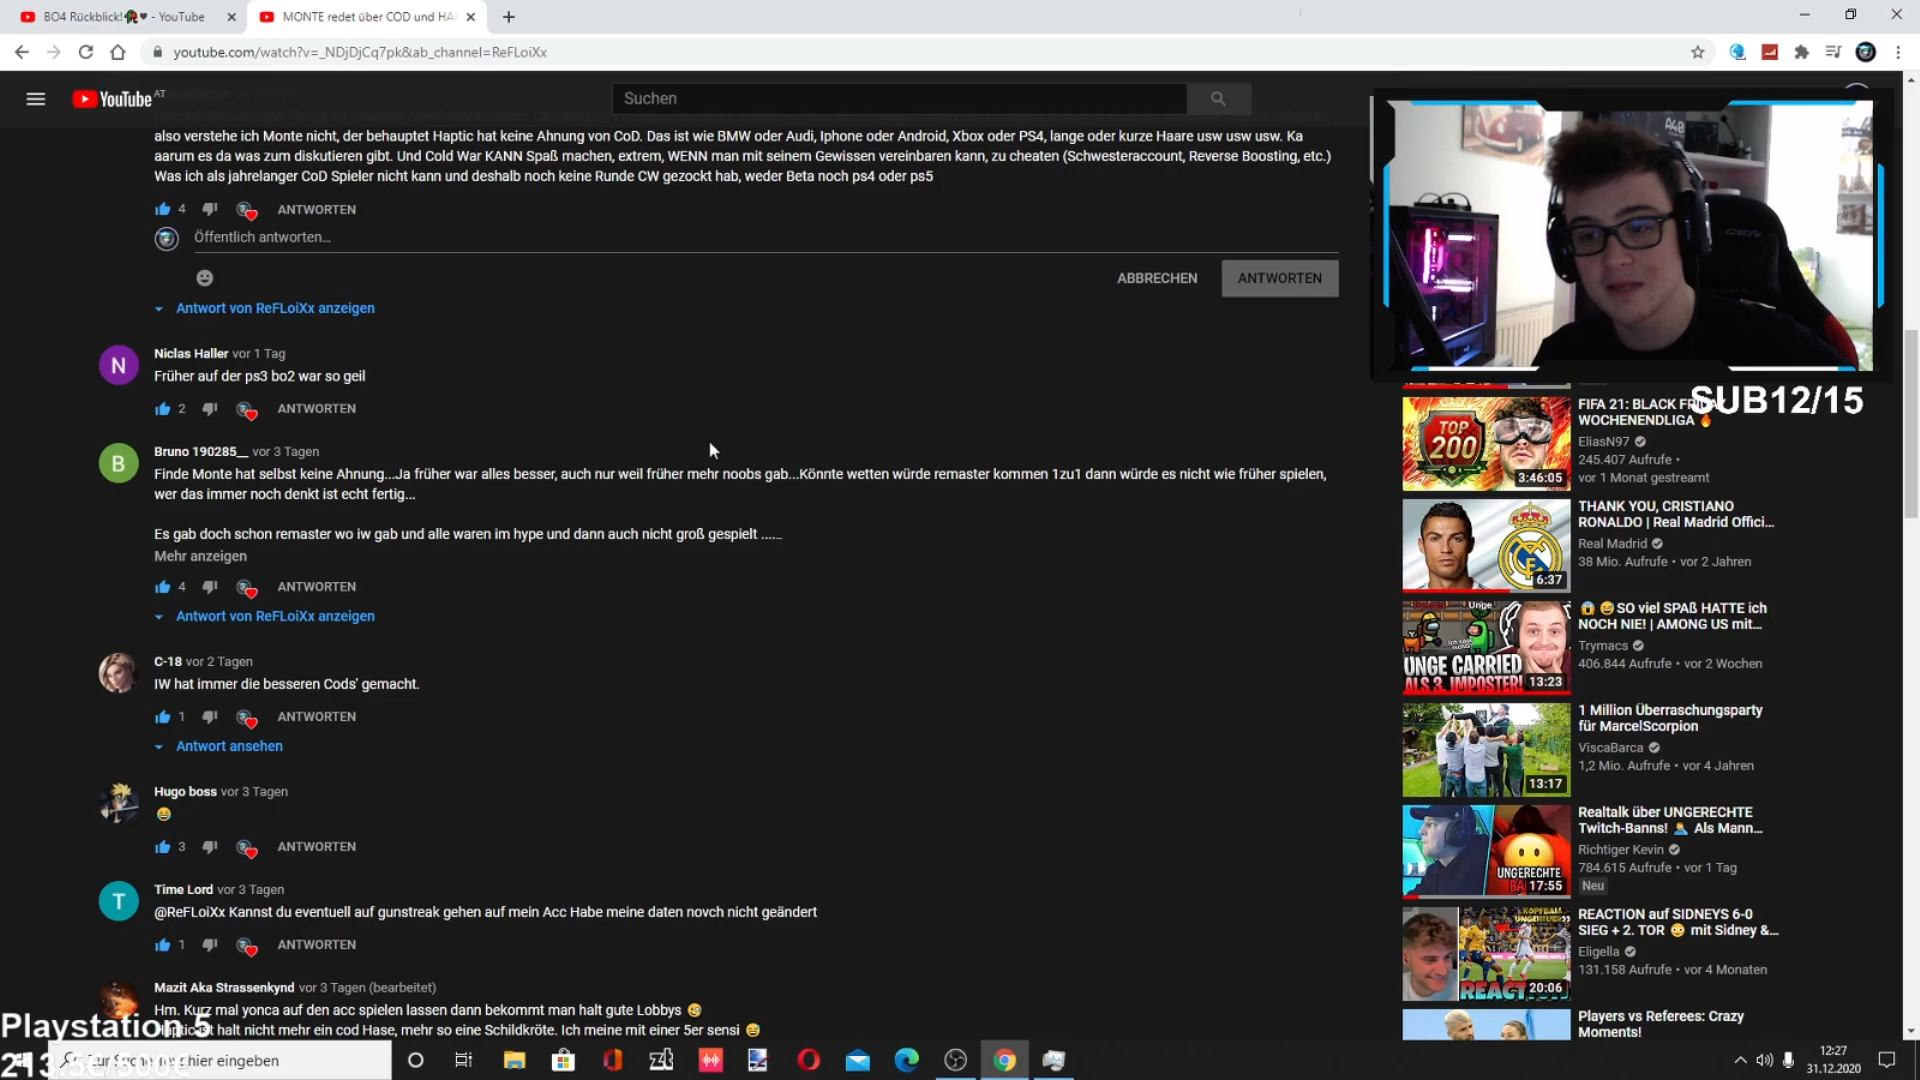 BO4 Rückblick! - YouTube
MONTE redet über COD und HA
youtube.com/watch?v=_NDjDjCq7pk&ab_channel=ReFLoiXx
YouTube AT
Suchen
also verstehe ich Monte nicht, der behauptet Haptic hat keine Ahnung von CoD. Das ist wie BMW oder Audi, Iphone oder Android, Xbox oder PS4, lange oder kurze Haare usw usw usw. Ka
aarum es da was zum diskutieren gibt. Und Cold War KANN Spaß machen, extrem, WENN man mit seinem Gewissen vereinbaren kann, zu cheaten (Schwesteraccount, Reverse Boosting, etc.)
Was ich als jahrelanger CoD Spieler nicht kann und deshalb noch keine Runde CW gezockt hab, weder Beta noch ps4 oder ps5
4 ANTWORTEN
Öffentlich antworten...
ABBRECHEN ANTWORTEN
Antwort von ReFLoiXx anzeigen
N
Niclas Haller vor 1 Tag
Früher auf der ps3 bo2 war so geil
2 ANTWORTEN
B
Bruno 190285__ vor 3 Tagen
Finde Monte hat selbst keine Ahnung...Ja früher war alles besser, auch nur weil früher mehr noobs gab...Könnte wetten würde remaster kommen 1zu1 dann würde es nicht wie früher spielen,
wer das immer noch denkt ist echt fertig...
Es gab doch schon remaster wo iw gab und alle waren im hype und dann auch nicht groß gespielt ......
Mehr anzeigen
4 ANTWORTEN
Antwort von ReFLoiXx anzeigen
C-18 vor 2 Tagen
IW hat immer die besseren Cods' gemacht.
1 ANTWORTEN
Antwort ansehen
Hugo boss vor 3 Tagen
😂
3 ANTWORTEN
T
Time Lord vor 3 Tagen
@ReFLoiXx Kannst du eventuell auf gunstreak gehen auf mein Acc Habe meine daten novch nicht geändert
1 ANTWORTEN
Mazit Aka Strassenkynd vor 3 Tagen (bearbeitet)
Hm. Kurz mal yonca auf den acc spielen lassen dann bekommt man halt gute Lobbys
Haptic ist halt nicht mehr ein cod Hase, mehr so eine Schildkröte. Ich meine mit einer 5er sensi 😄
SUB12/15
TOP
200
3:46:05
FIFA 21: BLACK FRIDAY
WOCHENENDLIGA 🔥
EliasN97
245.407 Aufrufe •
vor 1 Monat gestreamt
6:37
THANK YOU, CRISTIANO
RONALDO | Real Madrid Offici...
Real Madrid
38 Mio. Aufrufe • vor 2 Jahren
Unge
UNGE CARRIED
ALS 3. IMPOSTER!
13:23
😱 😅 SO viel SPAß HATTE ich
NOCH NIE! | AMONG US mit...
Trymacs
406.844 Aufrufe • vor 2 Wochen
13:17
1 Million Überraschungsparty
für MarcelScorpion
ViscaBarca
1,2 Mio. Aufrufe • vor 4 Jahren
UNGERECHTE
17:55
Realtalk über UNGERECHTE
Twitch-Banns! Als Mann...
Richtiger Kevin
784.615 Aufrufe • vor 1 Tag
Neu
REACTION
20:06
REACTION auf SIDNEYS 6-0
SIEG + 2. TOR 😳 mit Sidney &...
Eligella
131.158 Aufrufe • vor 4 Monaten
Players vs Referees: Crazy
Moments!
Playstation 5
213.5€/500€
Zur Suche hier eingeben
12:27
31.12.2020